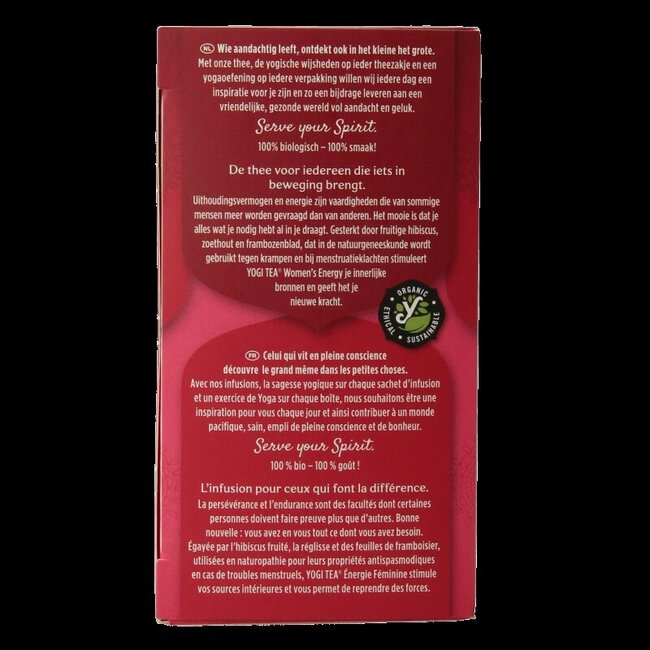 NL Wie aandachtig leeft, ontdekt ook in het kleine het grote.
Met onze thee, de yogische wijsheden op ieder theezakje en een
yogaoefening op iedere verpakking willen wij iedere dag een
inspiratie voor je zijn en zo een bijdrage leveren aan een
vriendelijke, gezonde wereld vol aandacht en geluk.
Serve your Spirit.
100% biologisch – 100% smaak!
De thee voor iedereen die iets in
beweging brengt.
Uithoudingsvermogen en energie zijn vaardigheden die van sommige
mensen meer worden gevraagd dan van anderen. Het mooie is dat je
alles wat je nodig hebt al in je draagt. Gesterkt door fruitige hibiscus,
zoethout en frambozenblad, dat in de natuurgeneeskunde wordt
gebruikt tegen krampen en bij menstruatieklachten stimuleert
YOGI TEA® Women's Energy je innerlijke
bronnen en geeft het je
nieuwe kracht.
ORGANIC
ETHICAL • SUSTAINABLE
FR Celui qui vit en pleine conscience
découvre le grand même dans les petites choses.
Avec nos infusions, la sagesse yogique sur chaque sachet d'infusion
et un exercice de Yoga sur chaque boîte, nous souhaitons être une
inspiration pour vous chaque jour et ainsi contribuer à un monde
pacifique, sain, empli de pleine conscience et de bonheur.
Serve your Spirit.
100 % bio – 100 % goût !
L'infusion pour ceux qui font la différence.
La persévérance et l'endurance sont des facultés dont certaines
personnes doivent faire preuve plus que d'autres. Bonne
nouvelle : vous avez en vous tout ce dont vous avez besoin.
Égayée par l'hibiscus fruité, la réglisse et des feuilles de framboisier,
utilisées en naturopathie pour leurs propriétés antispasmodiques
en cas de troubles menstruels, YOGI TEA® Énergie Féminine stimule
vos sources intérieures et vous permet de reprendre des forces.